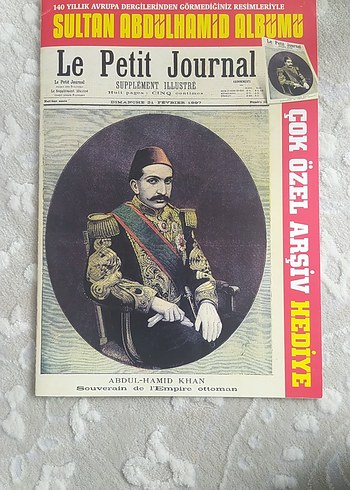 140 YILLIK AVRUPA DERGİLERİNDEN GÖRMEDİĞİNİZ RESİMLERİYLE
SULTAN ABDÜLHAMİD ALBÜMÜ
Le Petit Journal
SUPPLÉMENT ILLUSTRÉ
Huit pages: CINQ centimes
DIMANCHE 21 FÉVRIER 1897
ÇOK ÖZEL ARŞİV HEDİYE
ABDUL-HAMID KHAN
Souverain de l'Empire ottoman